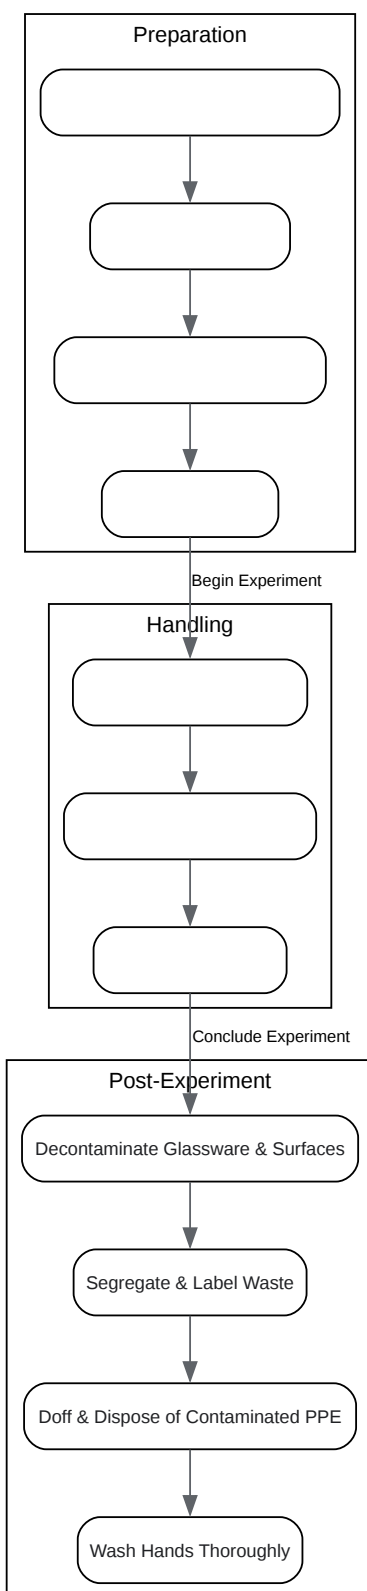 Preparation
Begin Experiment
Handling
Conclude Experiment
Post-Experiment
Decontaminate Glassware & Surfaces
Segregate & Label Waste
Doff & Dispose of Contaminated PPE
Wash Hands Thoroughly